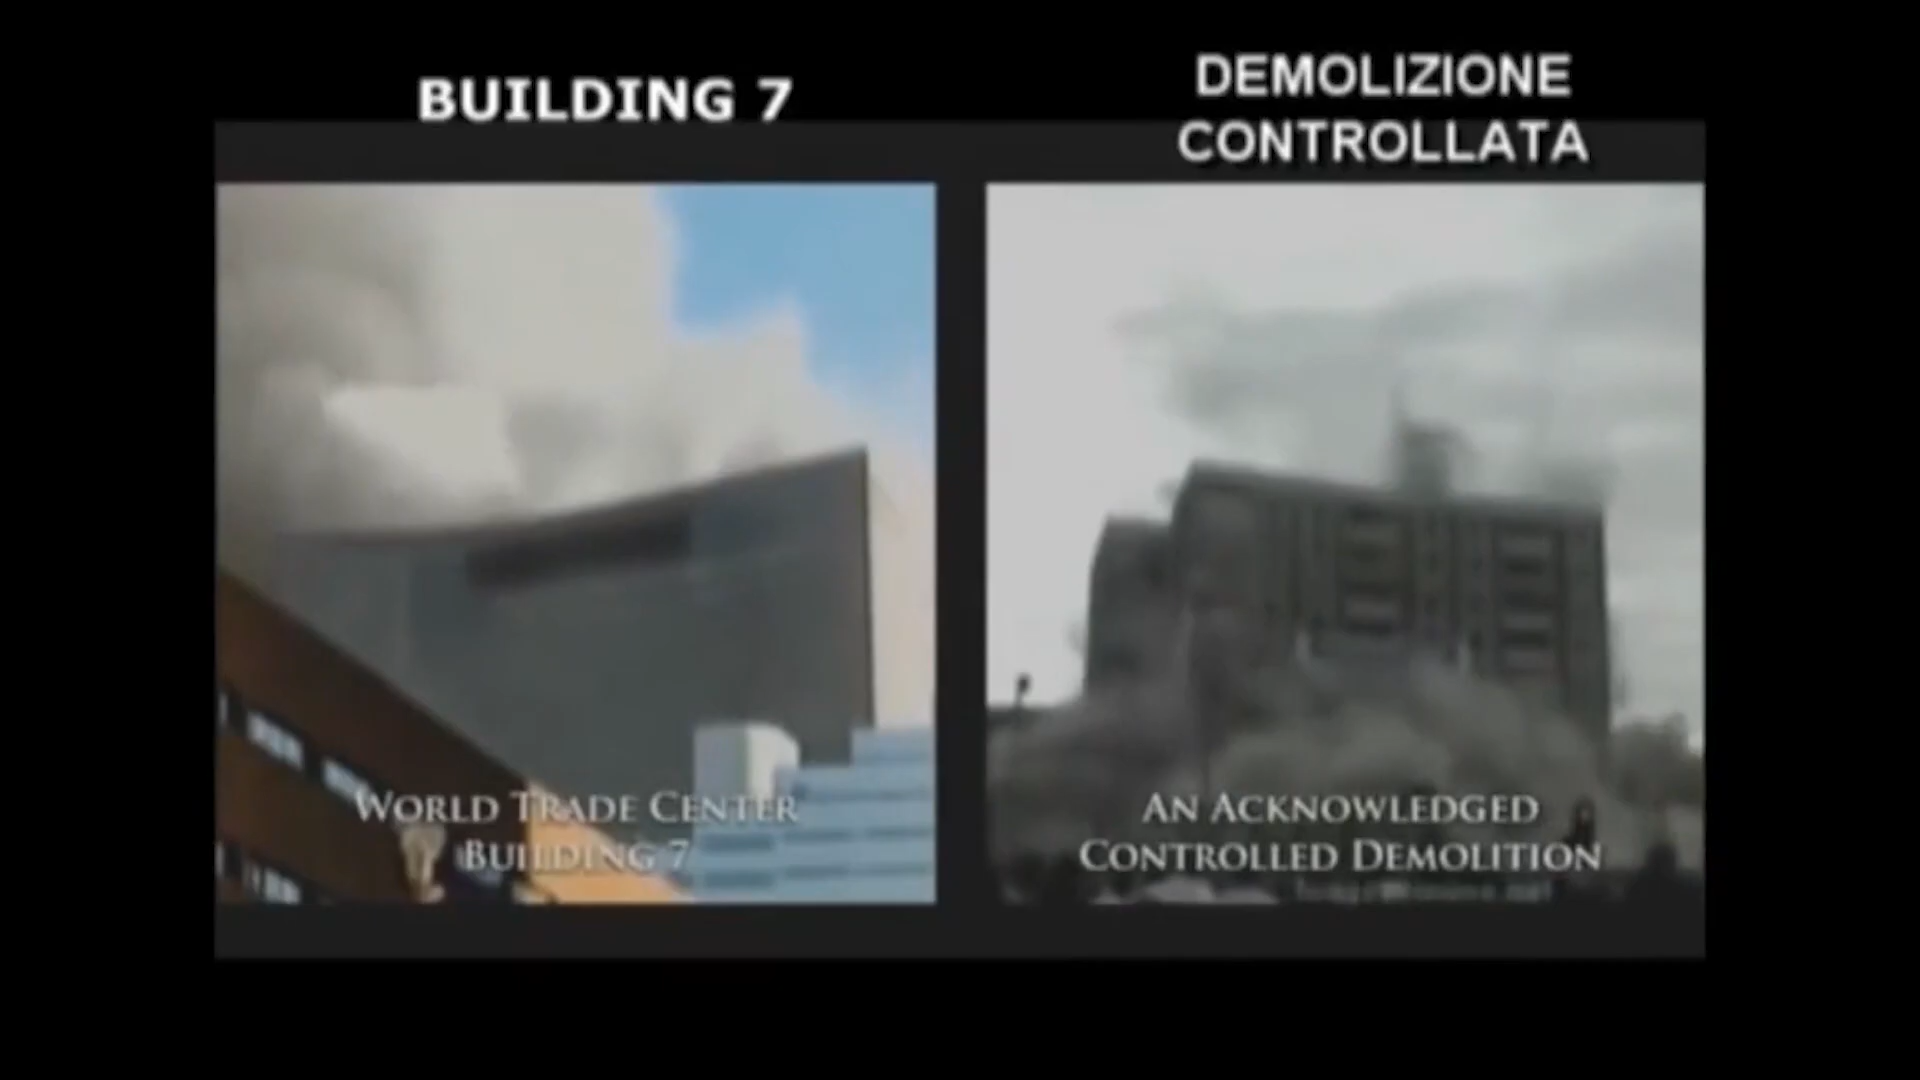 BUILDING 7
DEMOLIZIONE
CONTROLLATA
WORLD TRADE CENTER
BUILDING 7
AN ACKNOWLEDGED
CONTROLLED DEMOLITION